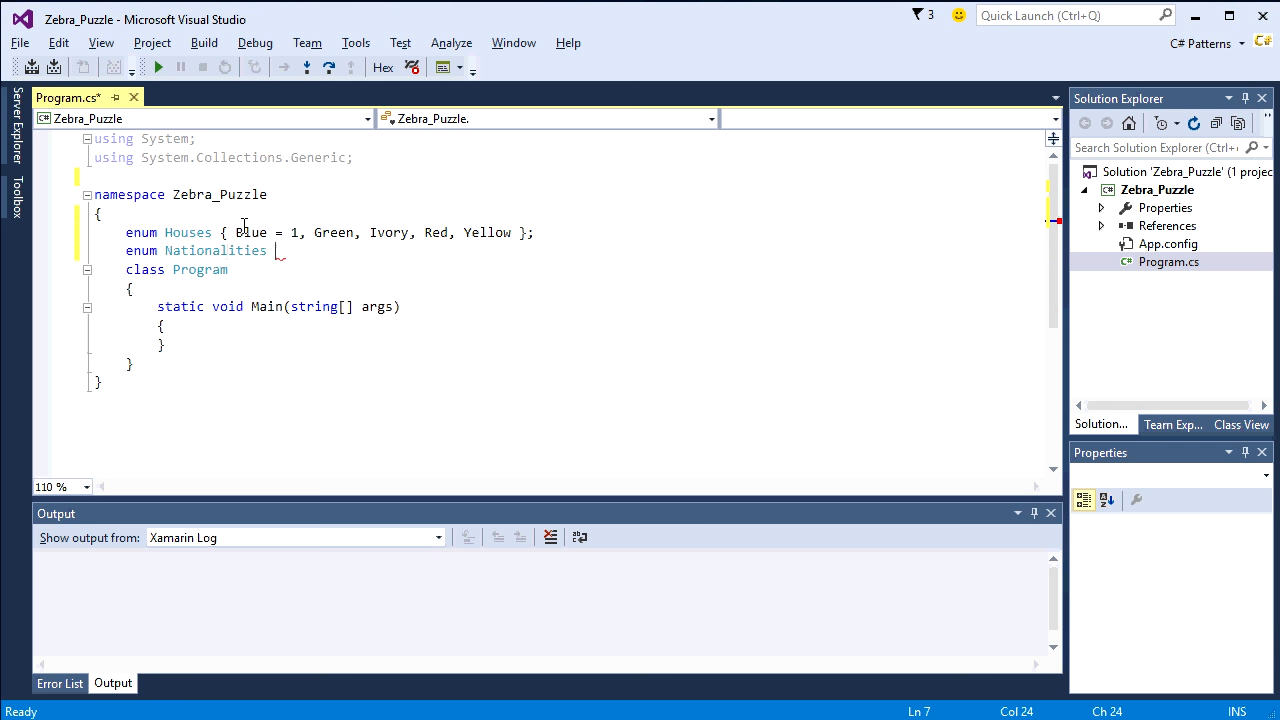 Zebra_Puzzle - Microsoft Visual Studio
3
Quick Launch (Ctrl+Q)
File Edit View Project Build Debug Team Tools Test Analyze Window Help
C# Patterns
Hex
Server Explorer
Toolbox
Program.cs*
Zebra_Puzzle
Zebra_Puzzle.
using System;
using System.Collections.Generic;
namespace Zebra_Puzzle
{
enum Houses { Blue = 1, Green, Ivory, Red, Yellow };
enum Nationalities
class Program
{
static void Main(string[] args)
{
}
}
}
110 %
Output
Show output from: Xamarin Log
Error List Output
Solution Explorer
Search Solution Explorer (Ctrl+
Solution 'Zebra_Puzzle' (1 projec
C# Zebra_Puzzle
Properties
References
App.config
C# Program.cs
Solution... Team Exp... Class View
Properties
Ready Ln 7 Col 24 Ch 24 INS